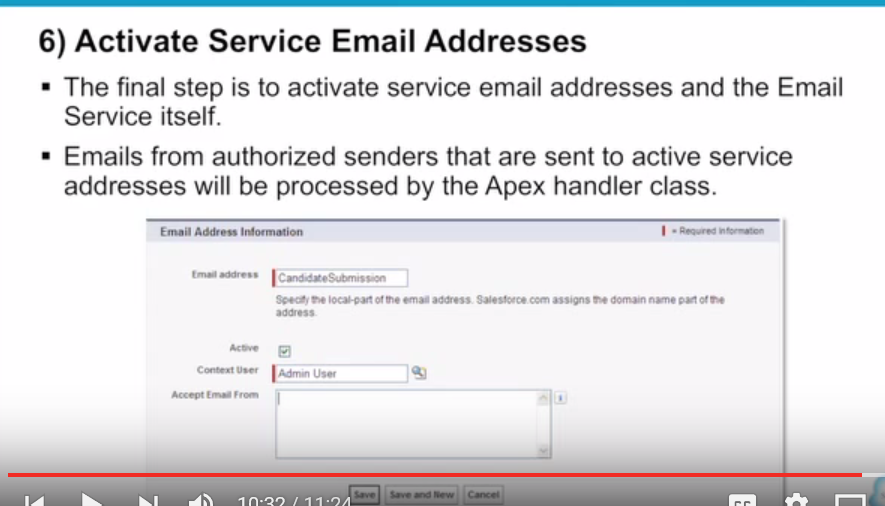 6) Activate Service Email Addresses
▪ The final step is to activate service email addresses and the Email
Service itself.
▪ Emails from authorized senders that are sent to active service
addresses will be processed by the Apex handler class.
Email Address Information
= Required Information
Email address
CandidateSubmission
Specify the local-part of the email address. Salesforce.com assigns the domain name part of the
address.
Active
Context User
Admin User
Accept Email From
10:32 / 11:24
Save
Save and New
Cancel
CC